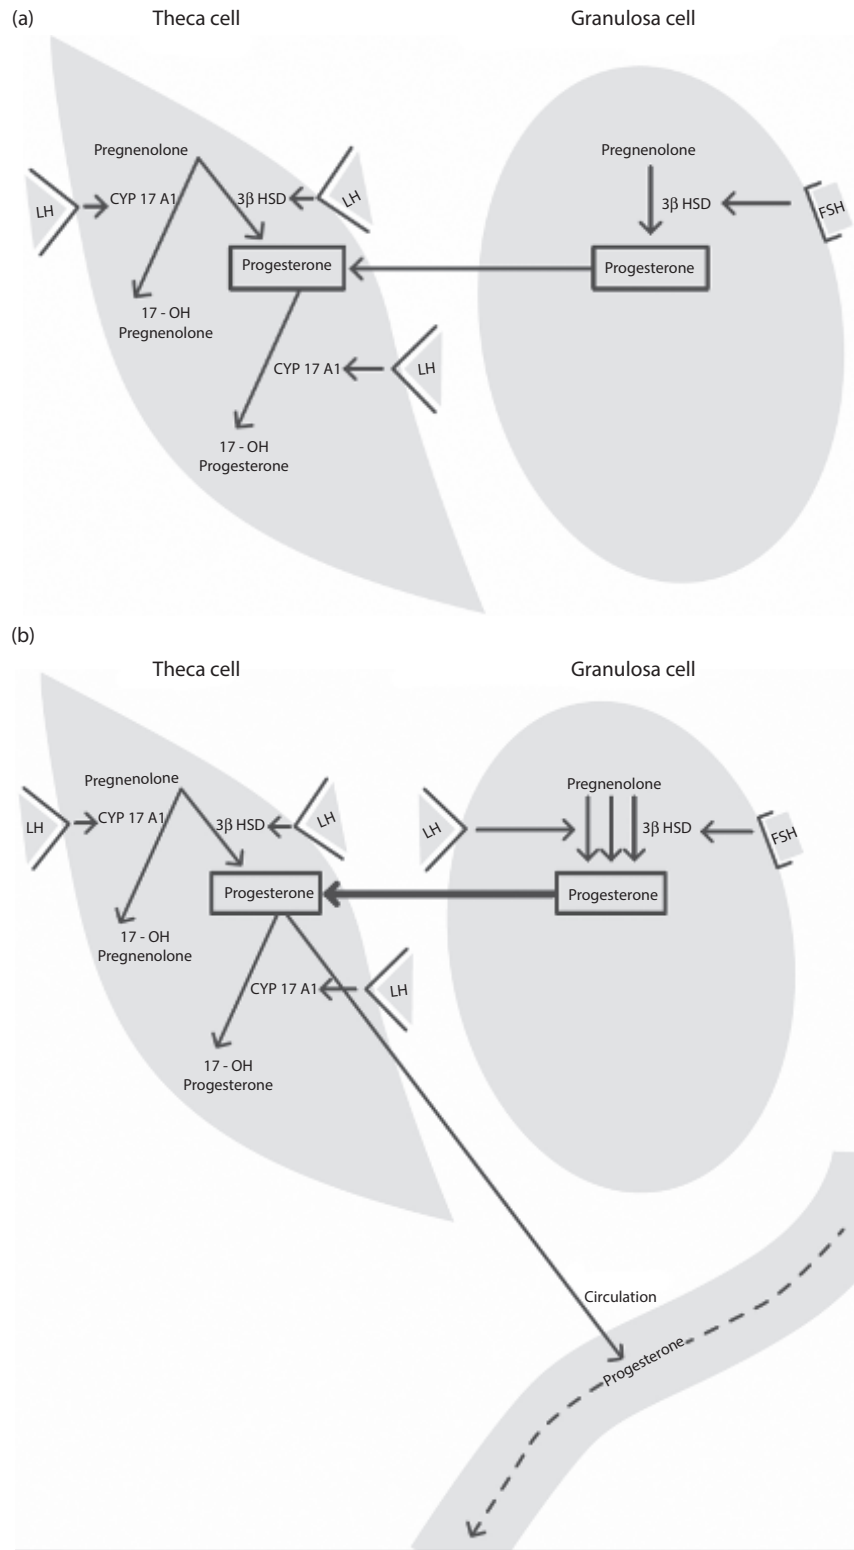 (a)
Theca cell
Granulosa cell
Pregnenolone
LH
CYP 17 A1
3β HSD
LH
Progesterone
17 - OH
Pregnenolone
CYP 17 A1
LH
17 - OH
Progesterone
Pregnenolone
3β HSD
FSH
Progesterone
(b)
Theca cell
Granulosa cell
Pregnenolone
LH
CYP 17 A1
3β HSD
LH
Progesterone
17 - OH
Pregnenolone
CYP 17 A1
LH
17 - OH
Progesterone
Pregnenolone
LH
3β HSD
FSH
Progesterone
Circulation
Progesterone